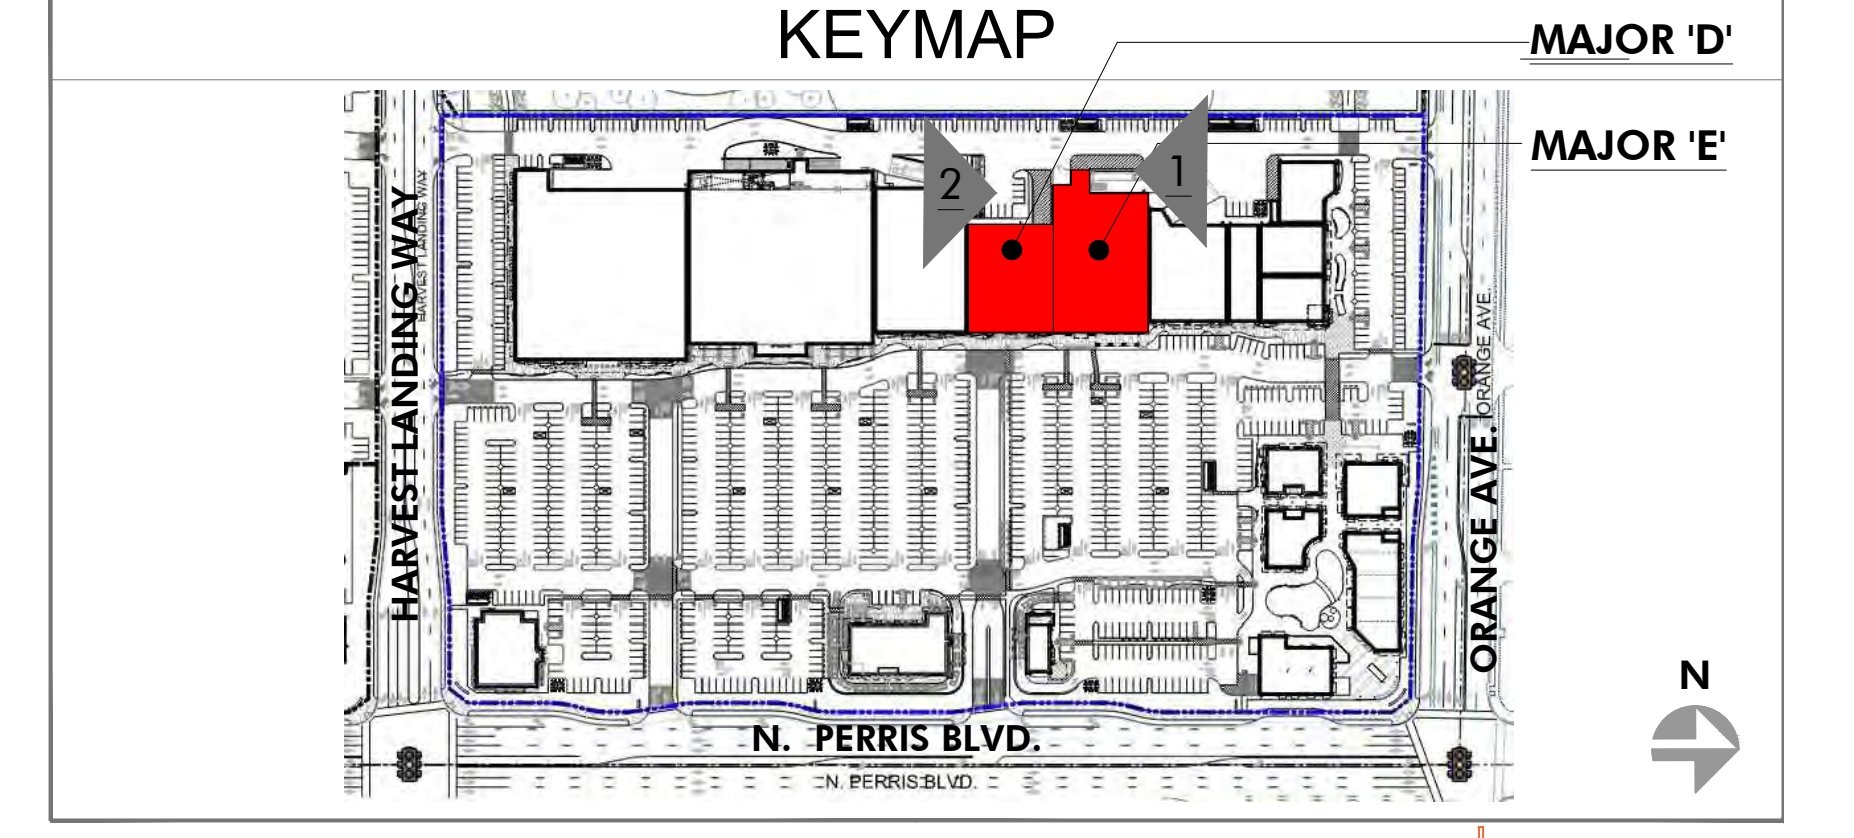 KEYMAP
MAJOR 'D'
MAJOR 'E'
2
1
HARVEST LANDING WAY
HARVEST LANDING WAY
ORANGE AVE.
ORANGE AVE.
N. PERRIS BLVD.
N. PERRIS BLVD.
N